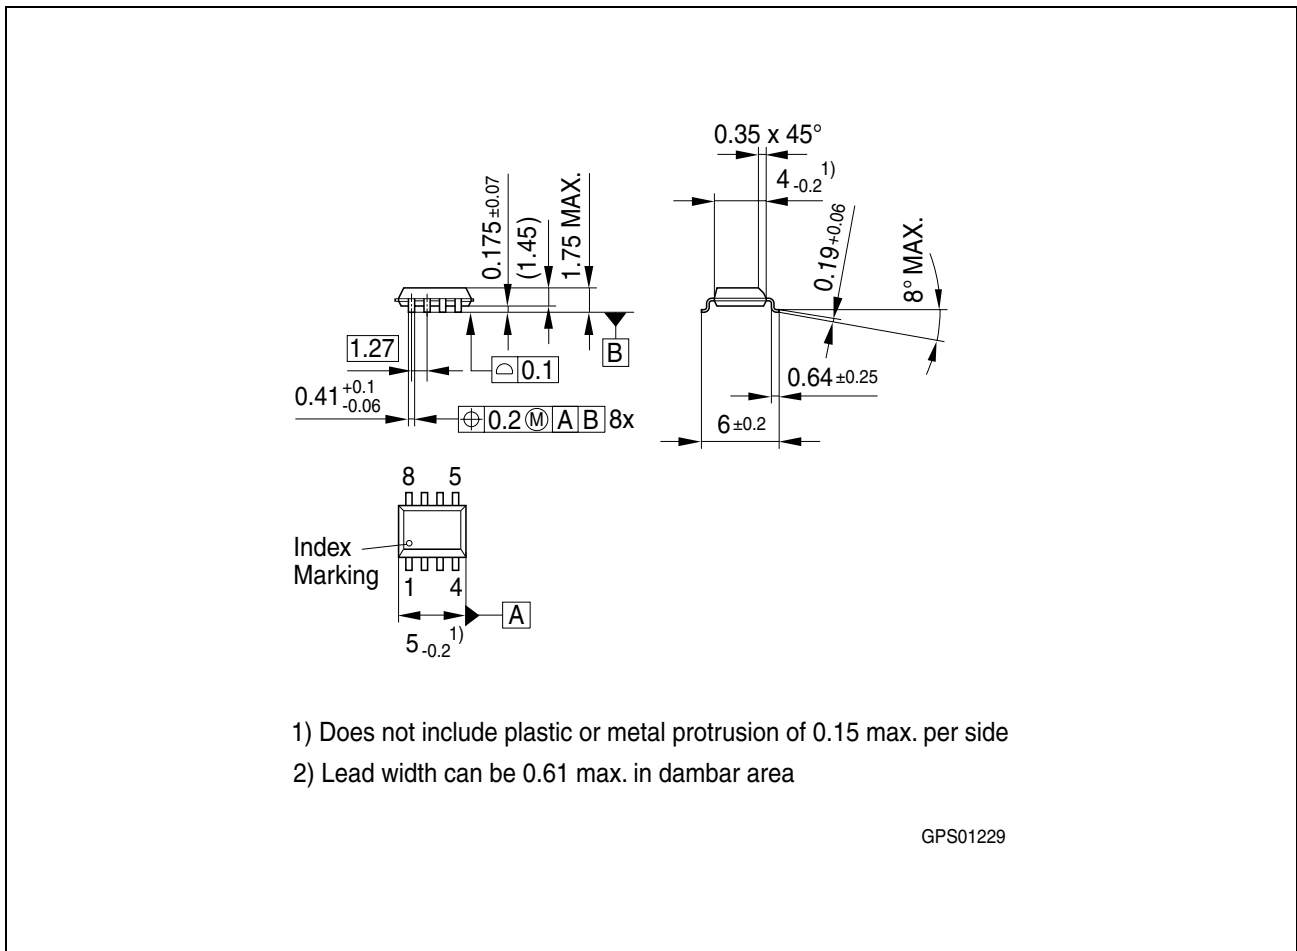 0.35 x 45°
4 -0.2 1)
0.175 ±0.07
(1.45)
1.75 MAX.
0.19 +0.06
8° MAX.
1.27
0.1
B
0.64 ±0.25
0.41 +0.1 -0.06
0.2 Ⓜ A B 8x
6 ±0.2
8 5
Index
Marking
1 4
A
5 -0.2 1)
1) Does not include plastic or metal protrusion of 0.15 max. per side
2) Lead width can be 0.61 max. in dambar area
GPS01229